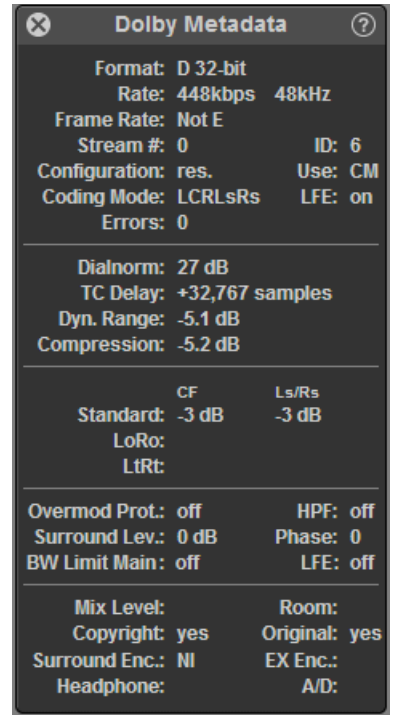 Dolby Metadata ?
Format: D 32-bit
Rate: 448kbps 48kHz
Frame Rate: Not E
Stream #: 0 ID: 6
Configuration: res. Use: CM
Coding Mode: LCRLsRs LFE: on
Errors: 0
Dialnorm: 27 dB
TC Delay: +32,767 samples
Dyn. Range: -5.1 dB
Compression: -5.2 dB
CF Ls/Rs
Standard: -3 dB -3 dB
LoRo:
LtRt:
Overmod Prot.: off HPF: off
Surround Lev.: 0 dB Phase: 0
BW Limit Main: off LFE: off
Mix Level: Room:
Copyright: yes Original: yes
Surround Enc.: NI EX Enc.:
Headphone: A/D: